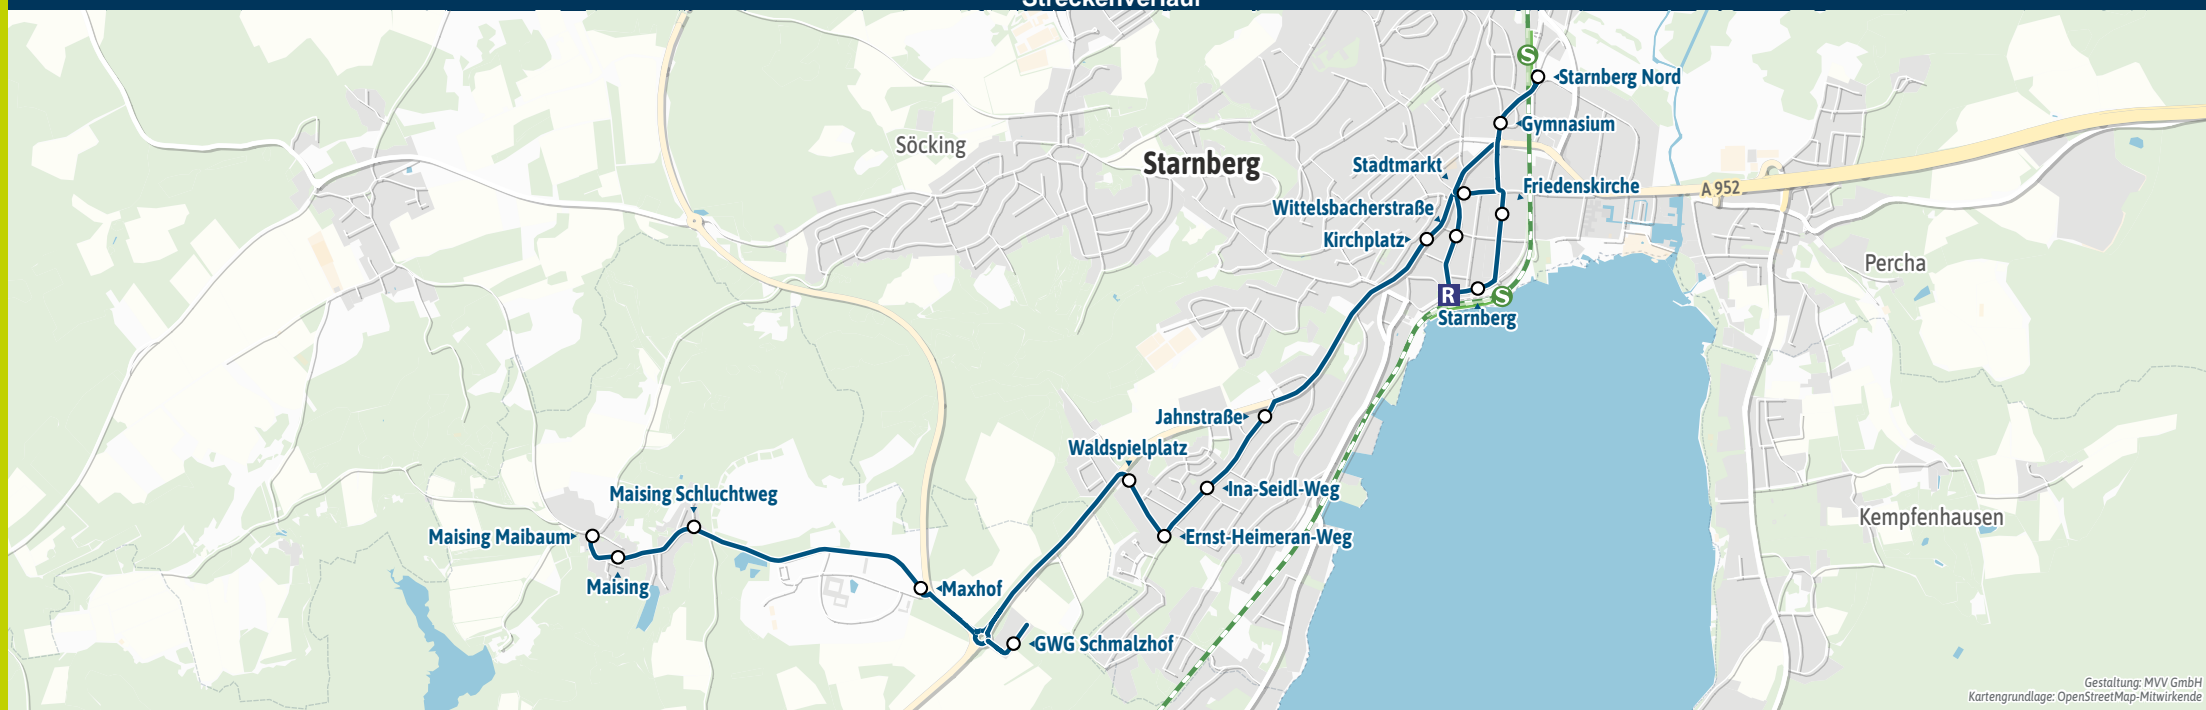 Streckenverlauf
S
Starnberg Nord
Gymnasium
Söcking
Starnberg
Stadtmarkt
Friedenskirche
A 952
Wittelsbacherstraße
Kirchplatz
Percha
R
S
Starnberg
Jahnstraße
Waldspielplatz
Ina-Seidl-Weg
Maising Schluchtweg
Kempfenhausen
Maising Maibaum
Ernst-Heimeran-Weg
Maising
Maxhof
GWG Schmalzhof
Gestaltung: MVV GmbH
Kartengrundlage: OpenStreetMap-Mitwirkende